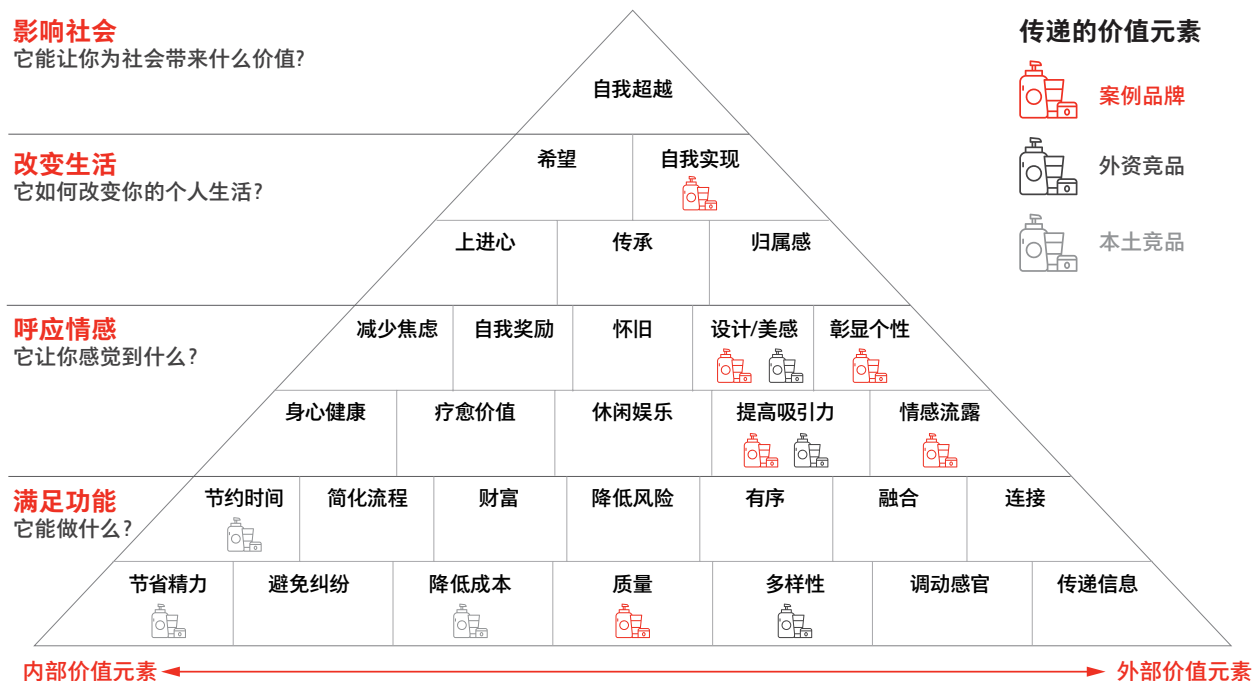 影响社会
它能让你为社会带来什么价值?
传递的价值元素
案例品牌
外资竞品
本土竞品
自我超越
改变生活
它如何改变你的个人生活?
希望
自我实现
上进心
传承
归属感
呼应情感
它让你感觉到什么?
减少焦虑
自我奖励
怀旧
设计/美感
彰显个性
身心健康
疗愈价值
休闲娱乐
提高吸引力
情感流露
满足功能
它能做什么?
节约时间
简化流程
财富
降低风险
有序
融合
连接
节省精力
避免纠纷
降低成本
质量
多样性
调动感官
传递信息
内部价值元素
外部价值元素